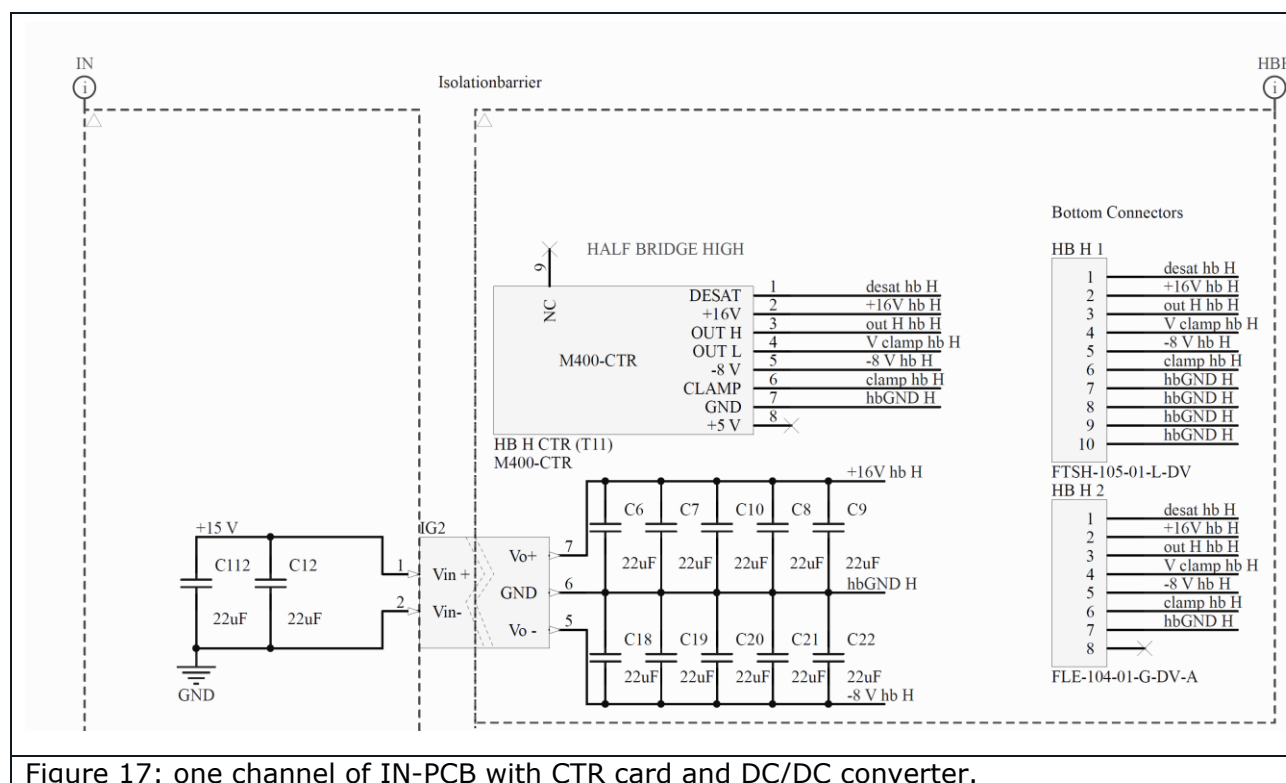 IN
i
Isolationbarrier
HBH
i
HALF BRIDGE HIGH
9
NC
M400-CTR
DESAT 1 desat hb H
+16V 2 +16V hb H
OUT H 3 out H hb H
OUT L 4 V clamp hb H
-8 V 5 -8 V hb H
CLAMP 6 clamp hb H
GND 7 hbGND H
+5 V 8
HB H CTR (T11)
M400-CTR
Bottom Connectors
HB H 1
1 desat hb H
2 +16V hb H
3 out H hb H
4 V clamp hb H
5 -8 V hb H
6 clamp hb H
7 hbGND H
8 hbGND H
9 hbGND H
10 hbGND H
FTSH-105-01-L-DV
HB H 2
1 desat hb H
2 +16V hb H
3 out H hb H
4 V clamp hb H
5 -8 V hb H
6 clamp hb H
7 hbGND H
8
FLE-104-01-G-DV-A
+15 V
C112 C12
22uF 22uF
GND
IG2
1 Vin +
2 Vin-
Vo+ 7
GND 6
Vo - 5
+16V hb H
C6 C7 C10 C8 C9
22uF 22uF 22uF 22uF 22uF
hbGND H
C18 C19 C20 C21 C22
22uF 22uF 22uF 22uF 22uF
-8 V hb H
Figure 17: one channel of IN-PCB with CTR card and DC/DC converter.